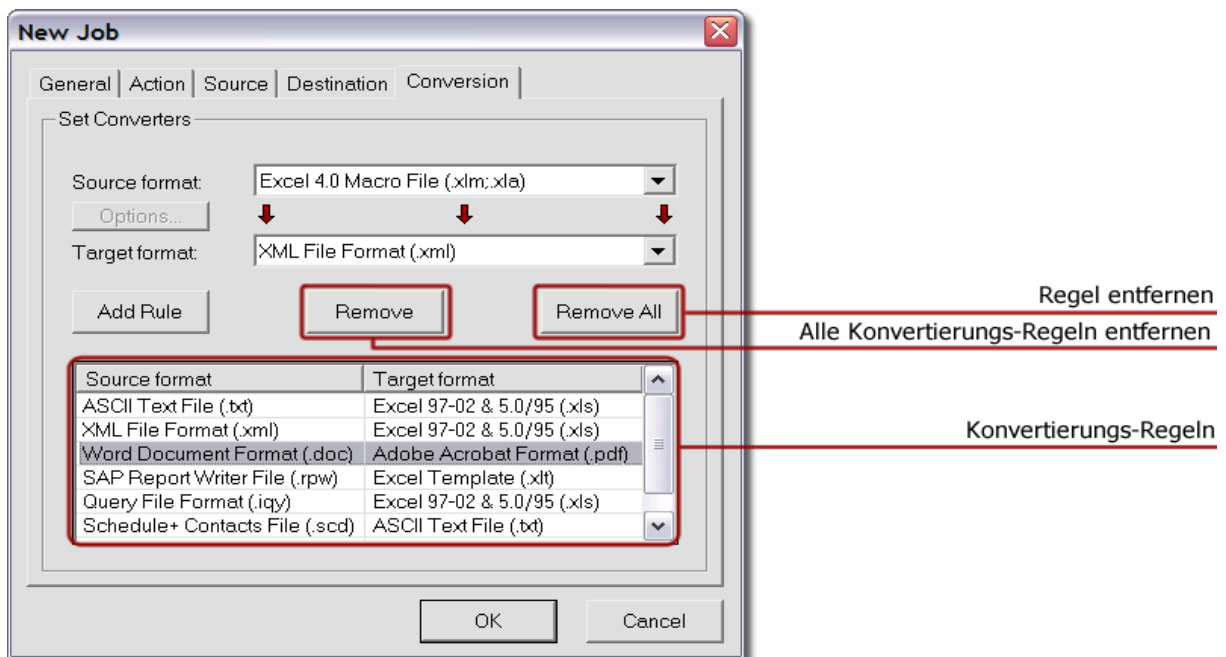 New Job
General Action Source Destination Conversion
Set Converters
Source format: Excel 4.0 Macro File (.xlm;.xla)
Options...
Target format: XML File Format (.xml)
Add Rule Remove Remove All
Regel entfernen
Alle Konvertierungs-Regeln entfernen
Source format Target format
ASCII Text File (.txt) Excel 97-02 & 5.0/95 (.xls)
XML File Format (.xml) Excel 97-02 & 5.0/95 (.xls)
Konvertierungs-Regeln
Word Document Format (.doc) Adobe Acrobat Format (.pdf)
SAP Report Writer File (.rpw) Excel Template (.xlt)
Query File Format (.iqy) Excel 97-02 & 5.0/95 (.xls)
Schedule+ Contacts File (.scd) ASCII Text File (.txt)
OK Cancel